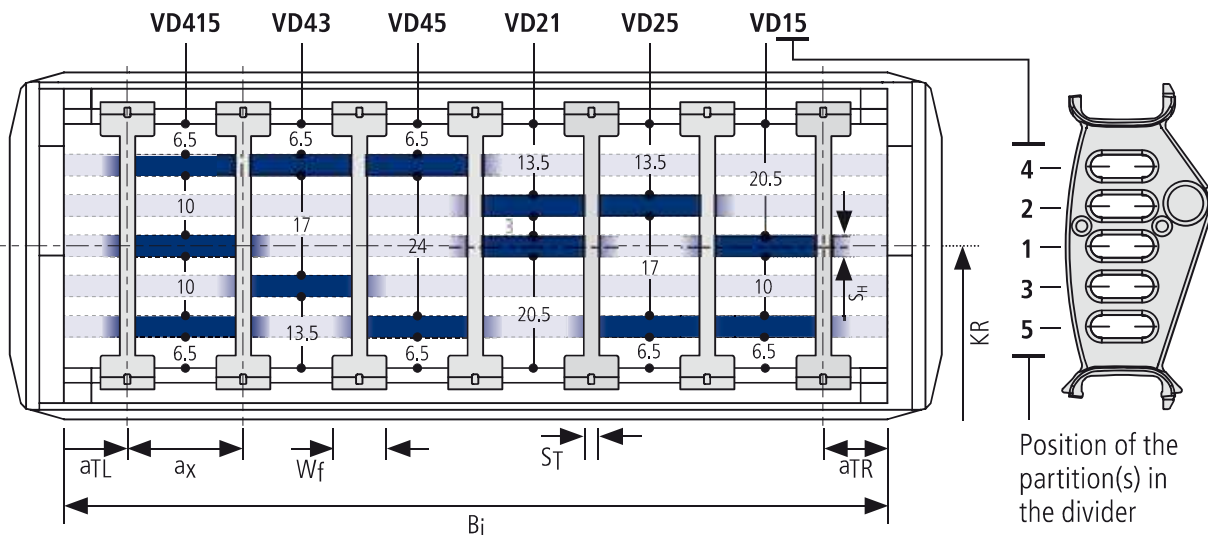 VD415 VD43 VD45 VD21 VD25 VD15
6.5 6.5 6.5 13.5 13.5 20.5
10 17 24 3 17
10 13.5 20.5 10
6.5 6.5 6.5 6.5
SH
KR
4
2
1
3
5
aTL ax Wf ST aTR
Bi
Position of the
partition(s) in
the divider